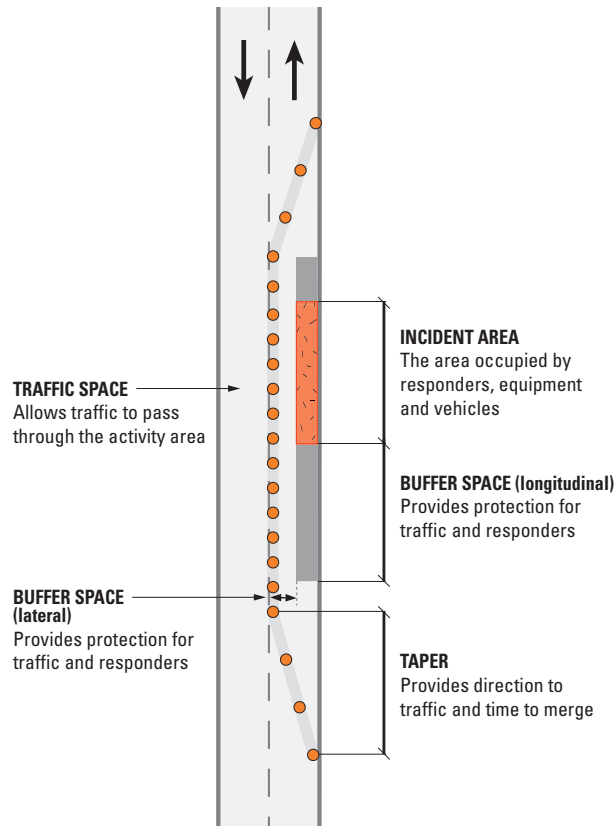 INCIDENT AREA
The area occupied by
responders, equipment
and vehicles
TRAFFIC SPACE
Allows traffic to pass
through the activity area
BUFFER SPACE (longitudinal)
Provides protection for
traffic and responders
BUFFER SPACE
(lateral)
Provides protection for
traffic and responders
TAPER
Provides direction to
traffic and time to merge